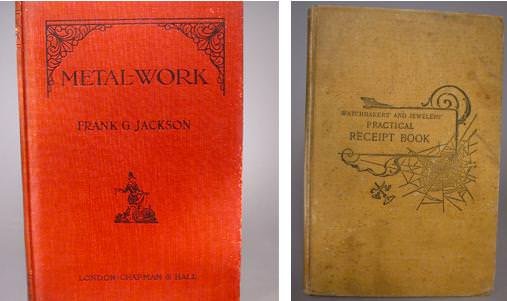 METAL-WORK
FRANK G JACKSON
LONDON·CHAPMAN & HALL
WATCHMAKERS' AND JEWELERS'
PRACTICAL
RECEIPT BOOK